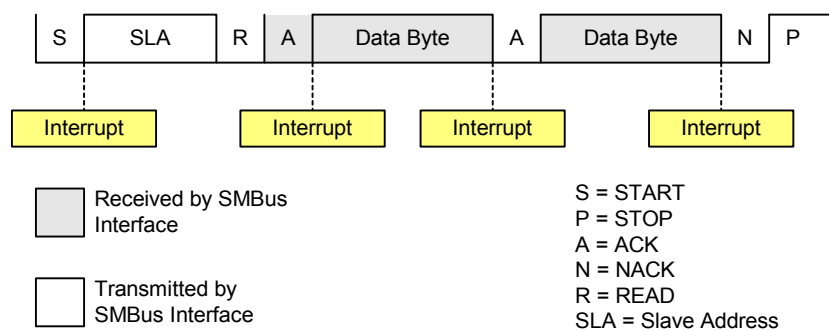 S SLA R A Data Byte A Data Byte N P
Interrupt Interrupt Interrupt Interrupt
Received by SMBus
Interface
Transmitted by
SMBus Interface
S = START
P = STOP
A = ACK
N = NACK
R = READ
SLA = Slave Address